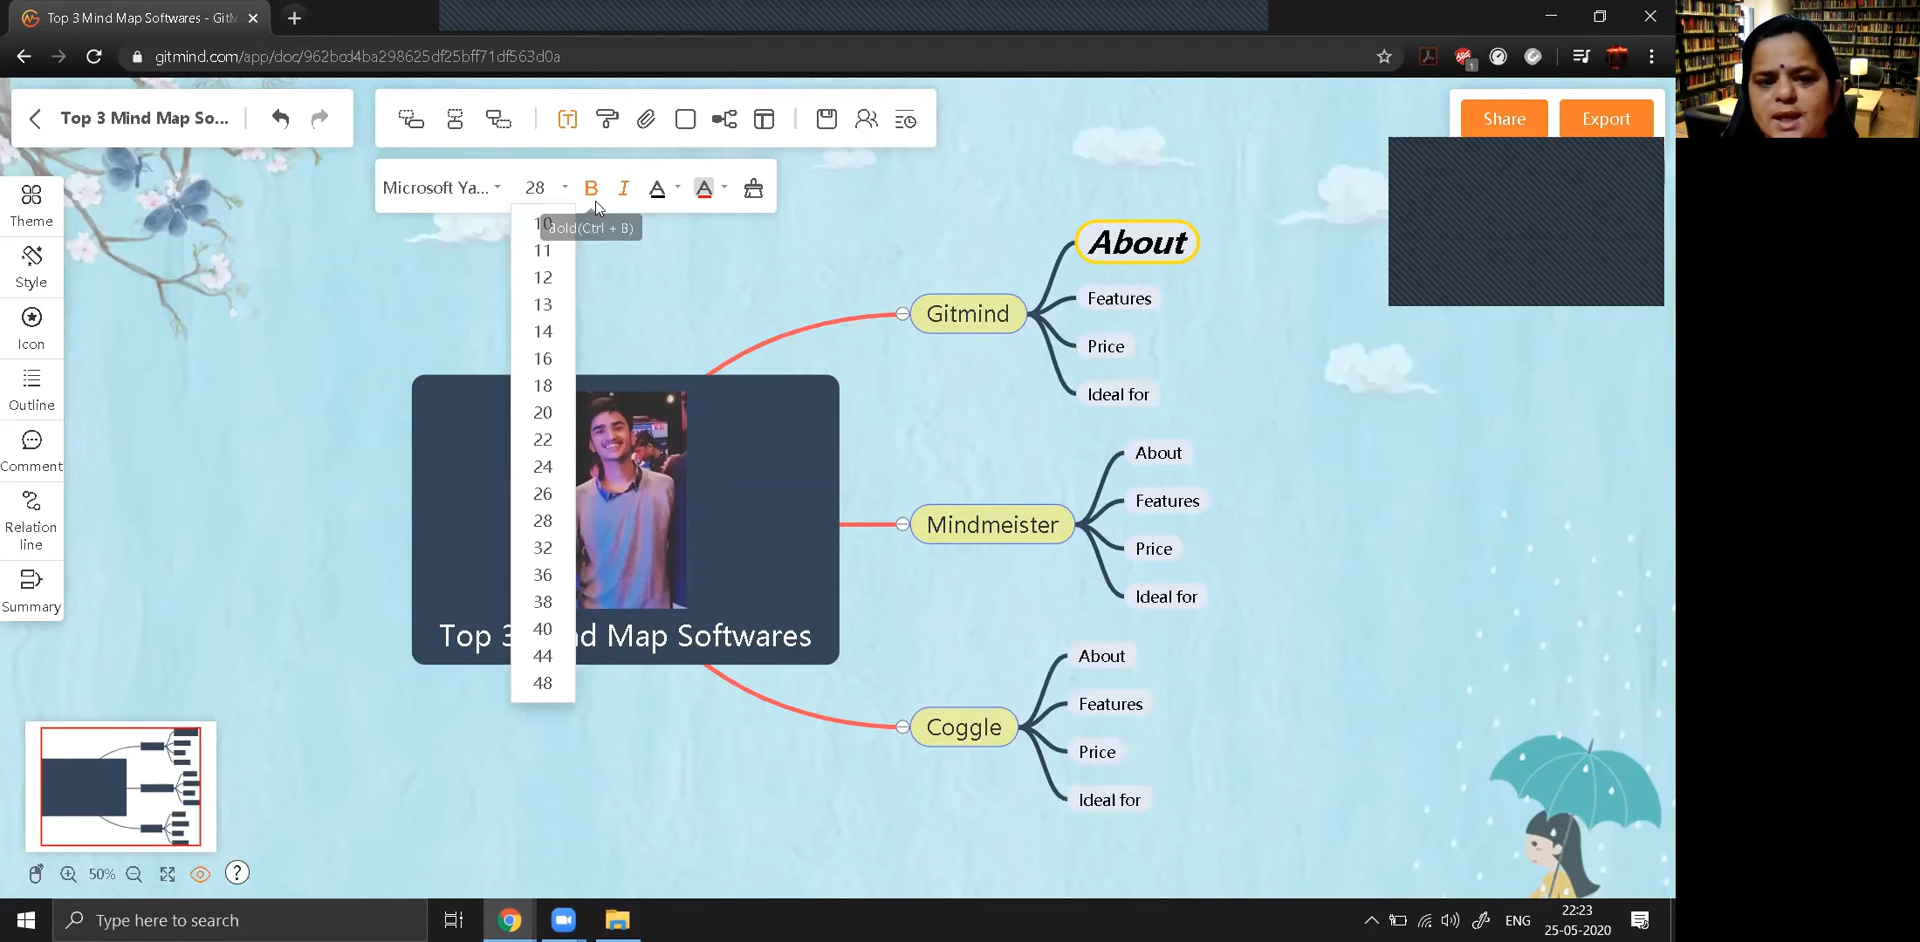 Top 3 Mind Map Softwares - GitM
gitmind.com/app/doc/962bcd4ba298625df25bff71df563d0a
1
Top 3 Mind Map So...
Share
Export
Microsoft Ya...
28
B
I
A
A
Bold(Ctrl + B)
10
11
12
13
14
16
18
20
22
24
26
28
32
36
38
40
44
48
Theme
Style
Icon
Outline
Comment
Relation
line
Summary
About
Gitmind
Features
Price
Ideal for
About
Features
Mindmeister
Price
Ideal for
Top 3 Mind Map Softwares
About
Features
Coggle
Price
Ideal for
50%
?
Type here to search
ENG
22:23
25-05-2020